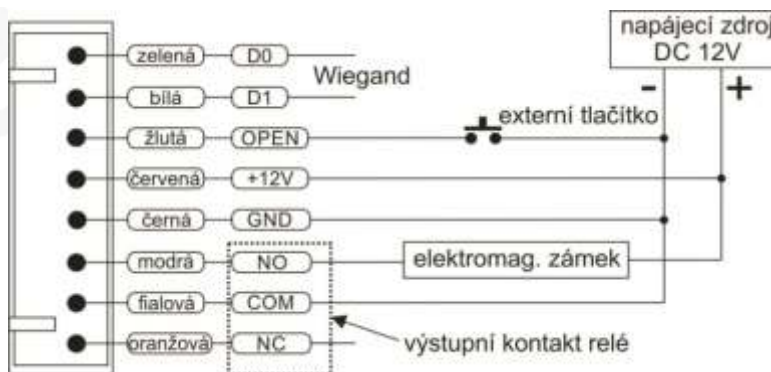 napájecí zdroj
DC 12V
- +
zelená D0
Wiegand
bílá D1
externí tlačítko
žlutá OPEN
červená +12V
černá GND
modrá NO elektromag. zámek
fialová COM
oranžová NC výstupní kontakt relé